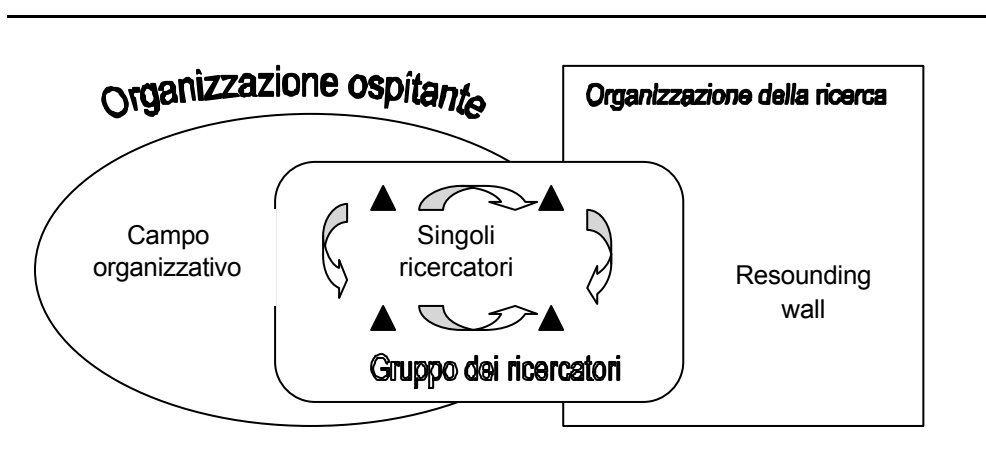 Organizzazione ospitante
Organizzazione della ricerca
Campo
organizzativo
Singoli
ricercatori
Resounding
wall
Gruppo dei ricercatori